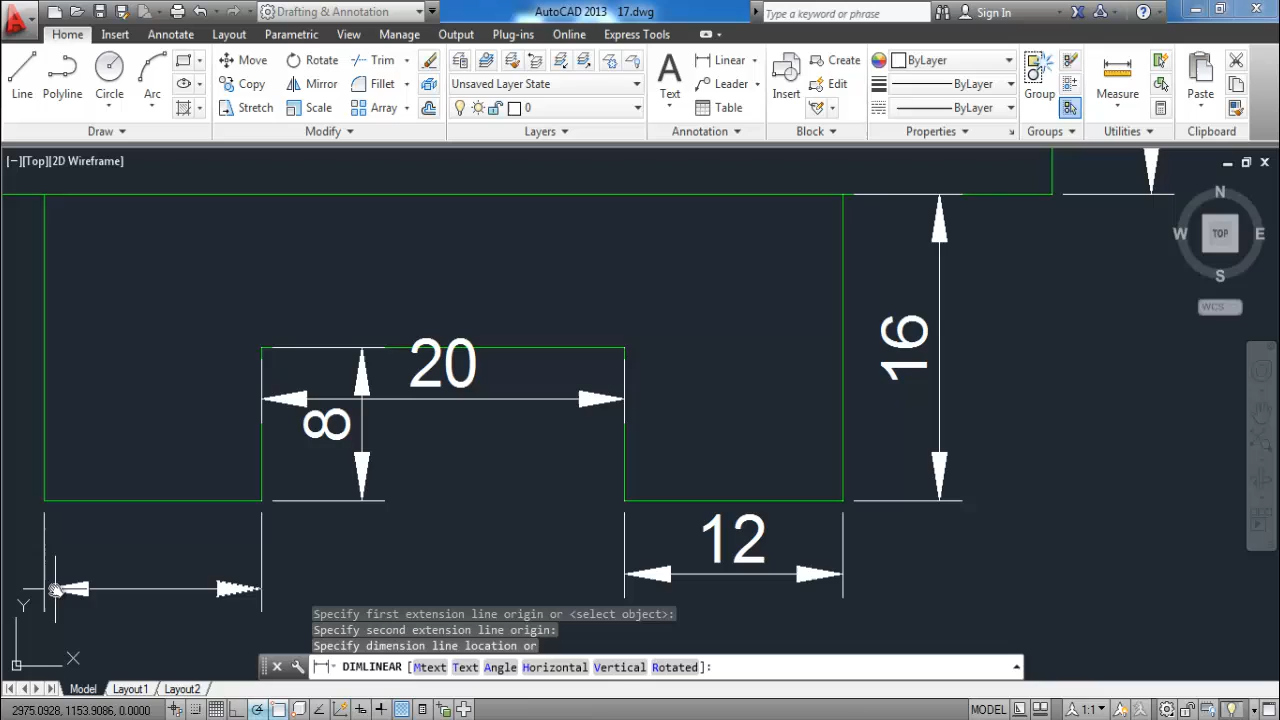 Drafting & Annotation
AutoCAD 2013 17.dwg
Type a keyword or phrase
Sign In
Home Insert Annotate Layout Parametric View Manage Output Plug-ins Online Express Tools
Line Polyline Circle Arc
Move Rotate Trim
Copy Mirror Fillet
Stretch Scale Array
Unsaved Layer State
0
Text
Linear
Leader
Table
Insert
Create
Edit
ByLayer
ByLayer
ByLayer
Group
Measure
Paste
Draw Modify Layers Annotation Block Properties Groups Utilities Clipboard
[−][Top][2D Wireframe]
N
W TOP E
S
WCS
20
8
16
12
Y
X
Specify first extension line origin or <select object>:
Specify second extension line origin:
Specify dimension line location or
DIMLINEAR [Mtext Text Angle Horizontal Vertical Rotated]:
Model Layout1 Layout2
2975.0928, 1153.9086, 0.0000
MODEL
1:1